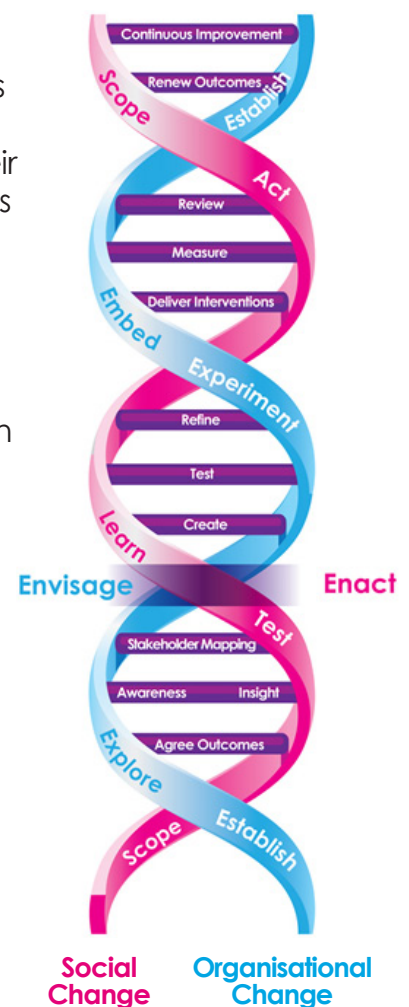 Continuous Improvement
s
Renew Outcomes
Scope
Establish
eir
Act
s
Review
Measure
Deliver Interventions
Embed
Experiment
n
Refine
Test
Create
Learn
Envisage
Enact
Test
Stakeholder Mapping
Awareness Insight
Agree Outcomes
Explore
Scope
Establish
Social Change
Organisational Change